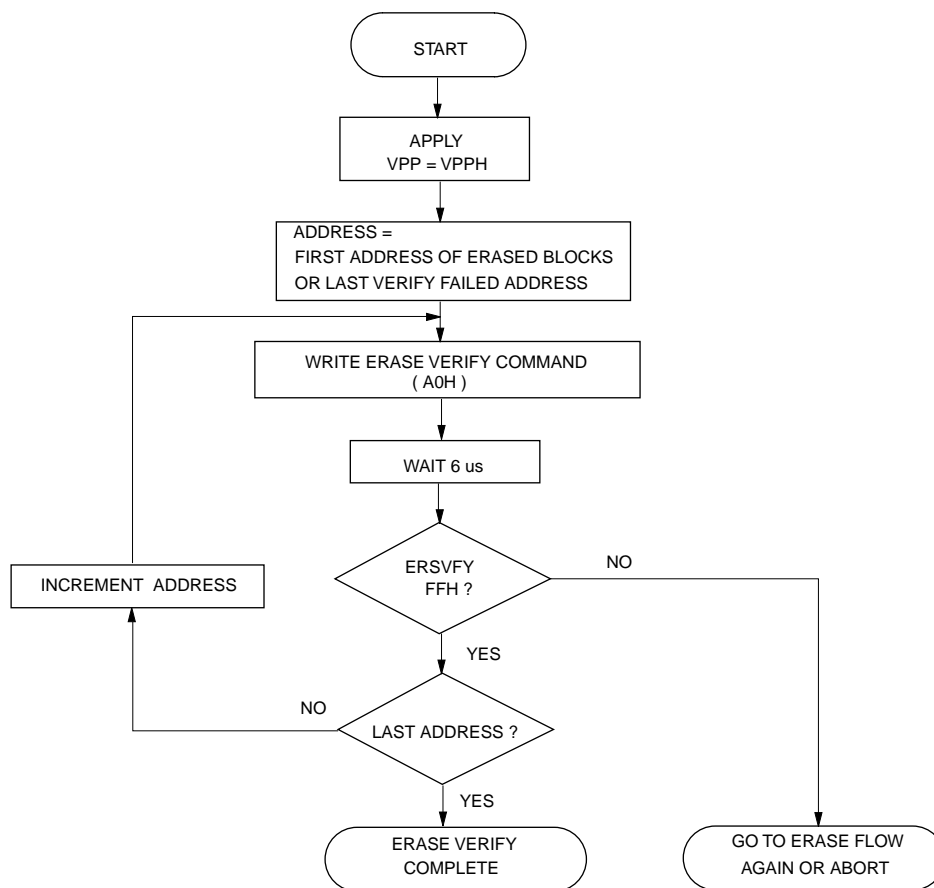 START
APPLY
VPP = VPPH
ADDRESS =
FIRST ADDRESS OF ERASED BLOCKS
OR LAST VERIFY FAILED ADDRESS
WRITE ERASE VERIFY COMMAND
( A0H )
WAIT 6 us
ERSVFY
FFH ?
NO
INCREMENT ADDRESS
YES
NO
LAST ADDRESS ?
YES
ERASE VERIFY
COMPLETE
GO TO ERASE FLOW
AGAIN OR ABORT